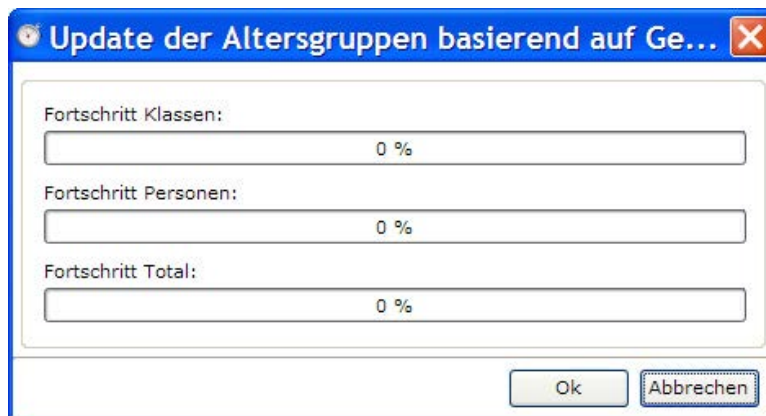 Update der Altersgruppen basierend auf Ge...
Fortschritt Klassen:
0 %
Fortschritt Personen:
0 %
Fortschritt Total:
0 %
Ok Abbrechen